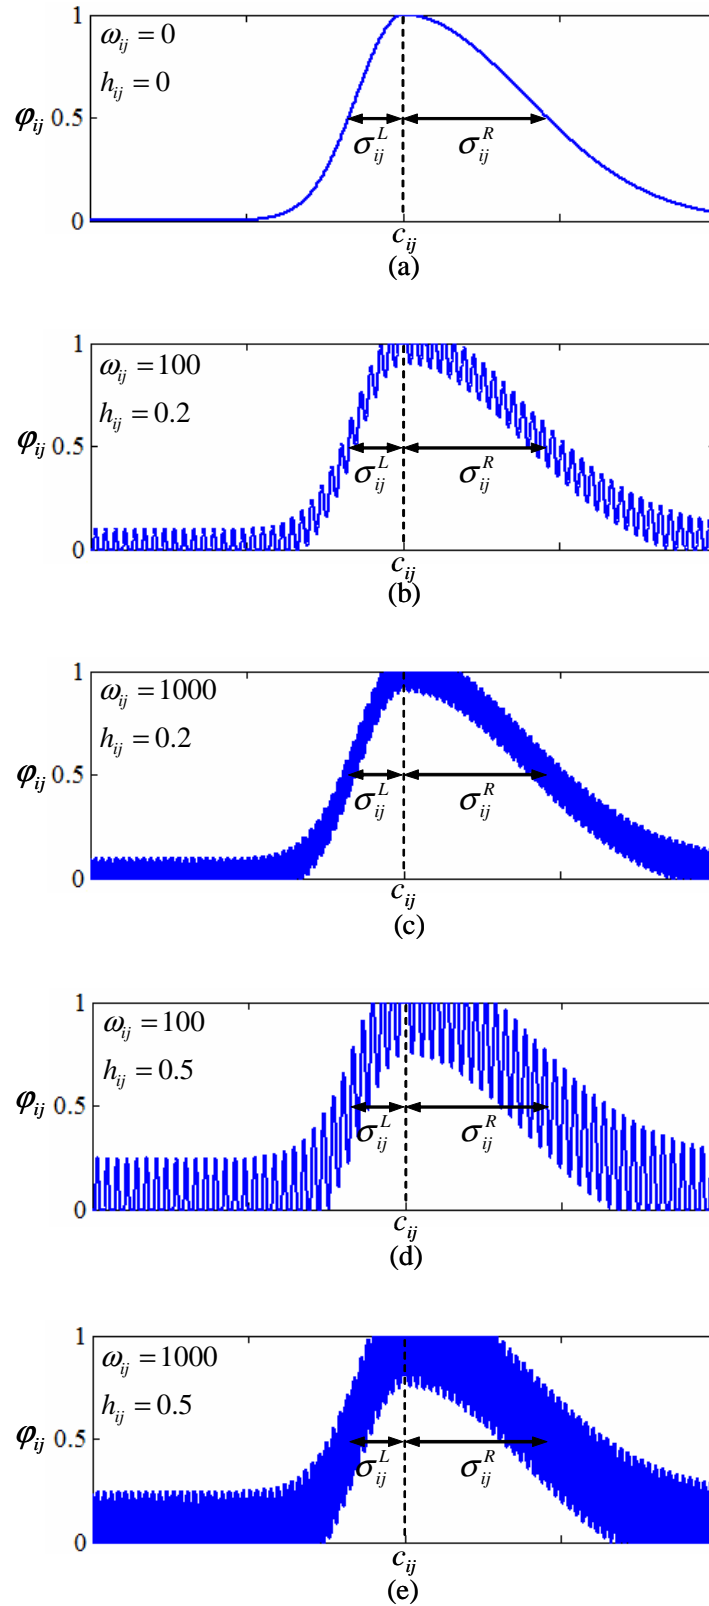 1
ω_ij = 0
h_ij = 0
φ_ij 0.5
σ_ij^L σ_ij^R
0
c_ij
(a)
1
ω_ij = 100
h_ij = 0.2
φ_ij 0.5
σ_ij^L σ_ij^R
0
c_ij
(b)
1
ω_ij = 1000
h_ij = 0.2
φ_ij 0.5
σ_ij^L σ_ij^R
0
c_ij
(c)
1
ω_ij = 100
h_ij = 0.5
φ_ij 0.5
σ_ij^L σ_ij^R
0
c_ij
(d)
1
ω_ij = 1000
h_ij = 0.5
φ_ij 0.5
σ_ij^L σ_ij^R
0
c_ij
(e)